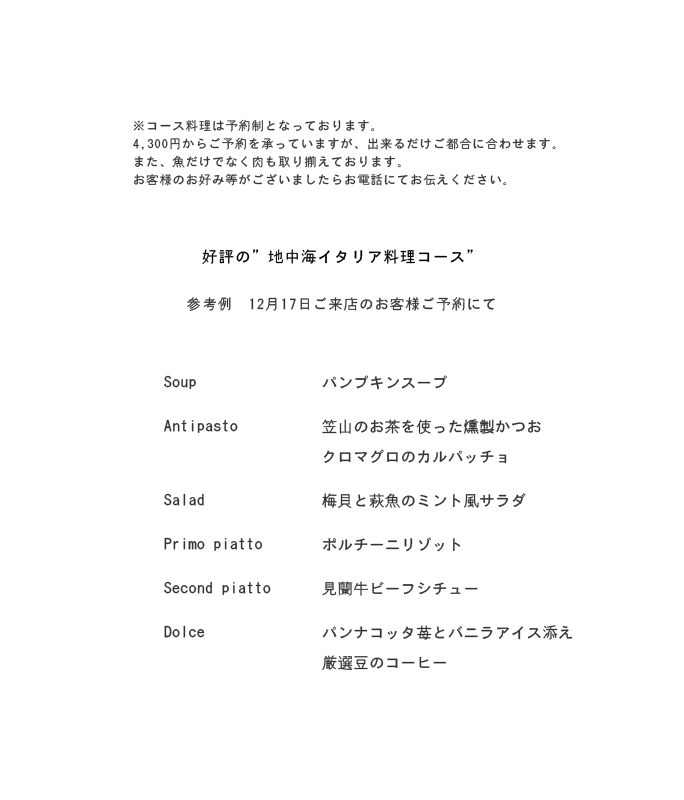 ※コース料理は予約制となっております。
4,300円からご予約を承っていますが、出来るだけご都合に合わせます。
また、魚だけでなく肉も取り揃えております。
お客様のお好み等がございましたらお電話にてお伝えください。
好評の”地中海イタリア料理コース”
参考例　12月17日ご来店のお客様ご予約にて
Soup　パンプキンスープ
Antipasto　笠山のお茶を使った燻製かつお
クロマグロのカルパッチョ
Salad　梅貝と萩魚のミント風サラダ
Primo piatto　ポルチーニリゾット
Second piatto　見蘭牛ビーフシチュー
Dolce　パンナコッタ苺とバニラアイス添え
厳選豆のコーヒー